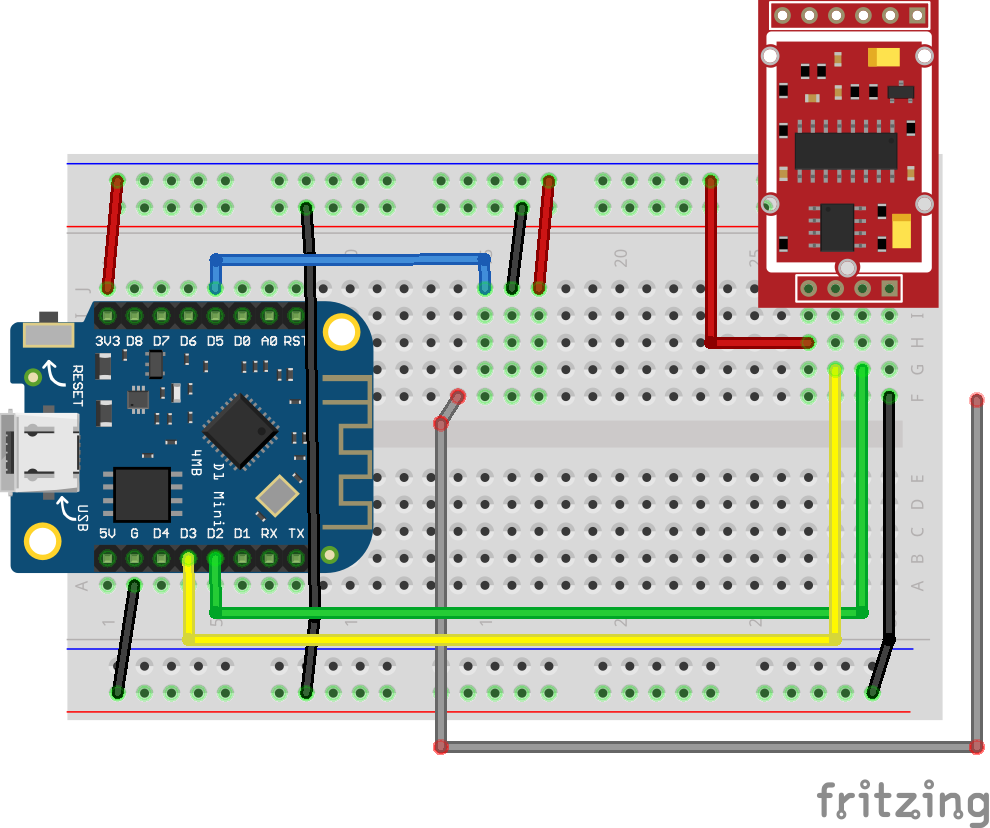 20
J
I
3V3 D8 D7 D6 D5 D0 A0 RST
I
H
G
F
RESET
4MB
D1 Mini
USB
E
D
C
B
A
5V G D4 D3 D2 D1 RX TX
A
1
fritzing